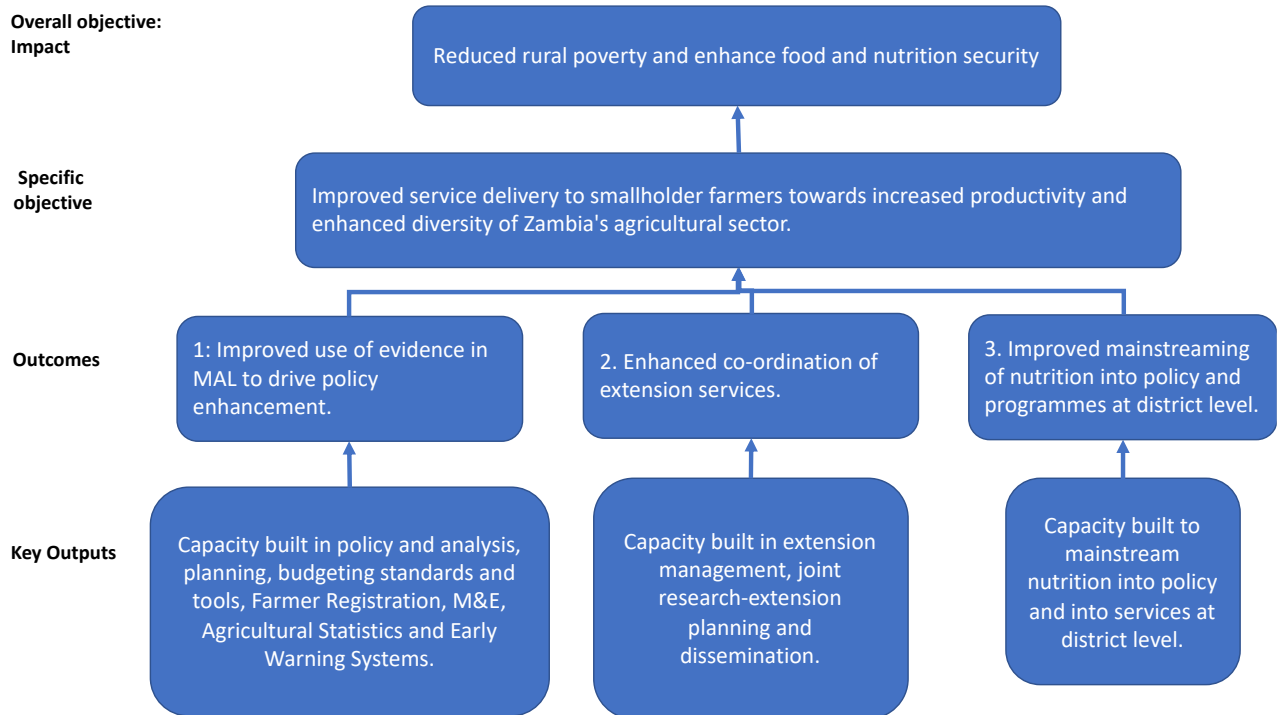 Overall objective:
Impact
Reduced rural poverty and enhance food and nutrition security
Specific
objective
Improved service delivery to smallholder farmers towards increased productivity and
enhanced diversity of Zambia's agricultural sector.
Outcomes
1: Improved use of evidence in
MAL to drive policy
enhancement.
2. Enhanced co-ordination of
extension services.
3. Improved mainstreaming
of nutrition into policy and
programmes at district level.
Key Outputs
Capacity built in policy and analysis,
planning, budgeting standards and
tools, Farmer Registration, M&E,
Agricultural Statistics and Early
Warning Systems.
Capacity built in extension
management, joint
research-extension
planning and
dissemination.
Capacity built to
mainstream
nutrition into policy
and into services at
district level.